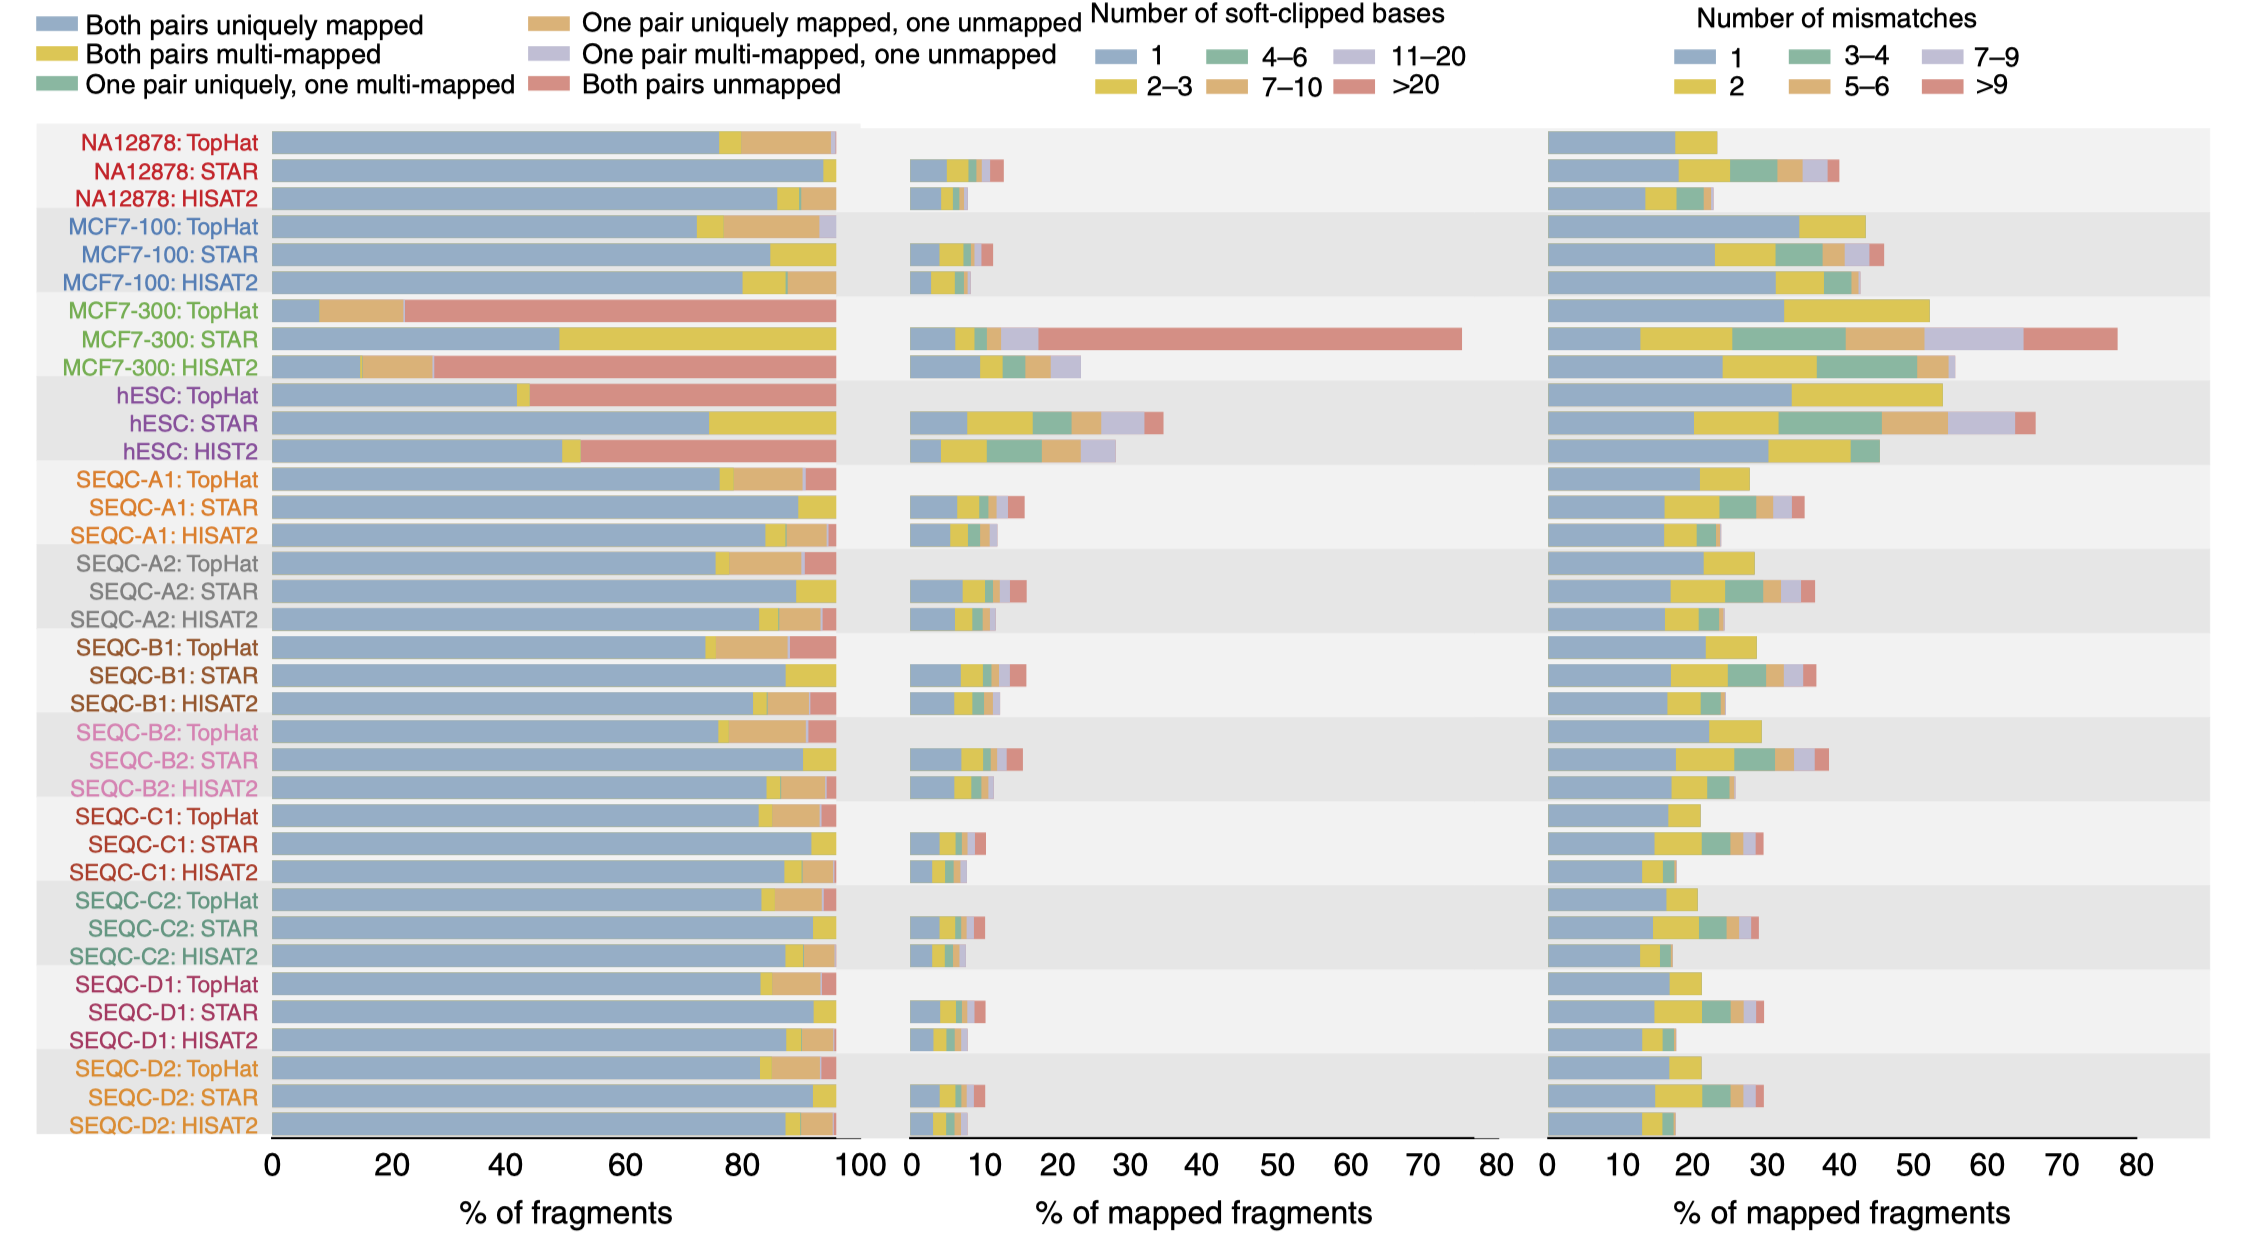 Both pairs uniquely mapped
Both pairs multi-mapped
One pair uniquely, one multi-mapped
One pair uniquely mapped, one unmapped
One pair multi-mapped, one unmapped
Both pairs unmapped
Number of soft-clipped bases
1 4–6 11–20
2–3 7–10 >20
Number of mismatches
1 3–4 7–9
2 5–6 >9
NA12878: TopHat
NA12878: STAR
NA12878: HISAT2
MCF7-100: TopHat
MCF7-100: STAR
MCF7-100: HISAT2
MCF7-300: TopHat
MCF7-300: STAR
MCF7-300: HISAT2
hESC: TopHat
hESC: STAR
hESC: HIST2
SEQC-A1: TopHat
SEQC-A1: STAR
SEQC-A1: HISAT2
SEQC-A2: TopHat
SEQC-A2: STAR
SEQC-A2: HISAT2
SEQC-B1: TopHat
SEQC-B1: STAR
SEQC-B1: HISAT2
SEQC-B2: TopHat
SEQC-B2: STAR
SEQC-B2: HISAT2
SEQC-C1: TopHat
SEQC-C1: STAR
SEQC-C1: HISAT2
SEQC-C2: TopHat
SEQC-C2: STAR
SEQC-C2: HISAT2
SEQC-D1: TopHat
SEQC-D1: STAR
SEQC-D1: HISAT2
SEQC-D2: TopHat
SEQC-D2: STAR
SEQC-D2: HISAT2
0 20 40 60 80 100
% of fragments
0 10 20 30 40 50 60 70 80
% of mapped fragments
0 10 20 30 40 50 60 70 80
% of mapped fragments